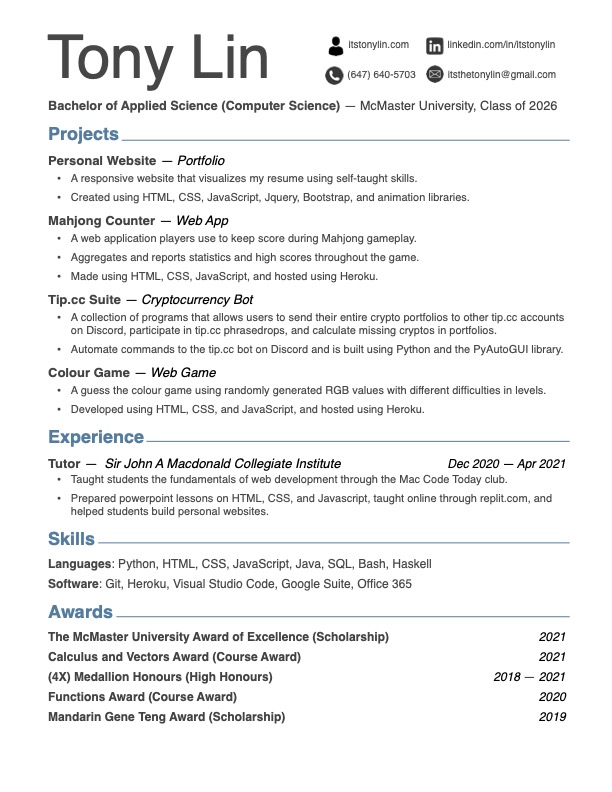 Tony Lin
itstonylin.com
linkedin.com/in/itstonylin
(647) 640-5703
itsthetonylin@gmail.com
Bachelor of Applied Science (Computer Science) — McMaster University, Class of 2026
Projects
Personal Website — Portfolio
• A responsive website that visualizes my resume using self-taught skills.
• Created using HTML, CSS, JavaScript, Jquery, Bootstrap, and animation libraries.
Mahjong Counter — Web App
• A web application players use to keep score during Mahjong gameplay.
• Aggregates and reports statistics and high scores throughout the game.
• Made using HTML, CSS, JavaScript, and hosted using Heroku.
Tip.cc Suite — Cryptocurrency Bot
• A collection of programs that allows users to send their entire crypto portfolios to other tip.cc accounts
on Discord, participate in tip.cc phrasedrops, and calculate missing cryptos in portfolios.
• Automate commands to the tip.cc bot on Discord and is built using Python and the PyAutoGUI library.
Colour Game — Web Game
• A guess the colour game using randomly generated RGB values with different difficulties in levels.
• Developed using HTML, CSS, and JavaScript, and hosted using Heroku.
Experience
Tutor — Sir John A Macdonald Collegiate Institute Dec 2020 — Apr 2021
• Taught students the fundamentals of web development through the Mac Code Today club.
• Prepared powerpoint lessons on HTML, CSS, and Javascript, taught online through replit.com, and
helped students build personal websites.
Skills
Languages: Python, HTML, CSS, JavaScript, Java, SQL, Bash, Haskell
Software: Git, Heroku, Visual Studio Code, Google Suite, Office 365
Awards
The McMaster University Award of Excellence (Scholarship) 2021
Calculus and Vectors Award (Course Award) 2021
(4X) Medallion Honours (High Honours) 2018 — 2021
Functions Award (Course Award) 2020
Mandarin Gene Teng Award (Scholarship) 2019